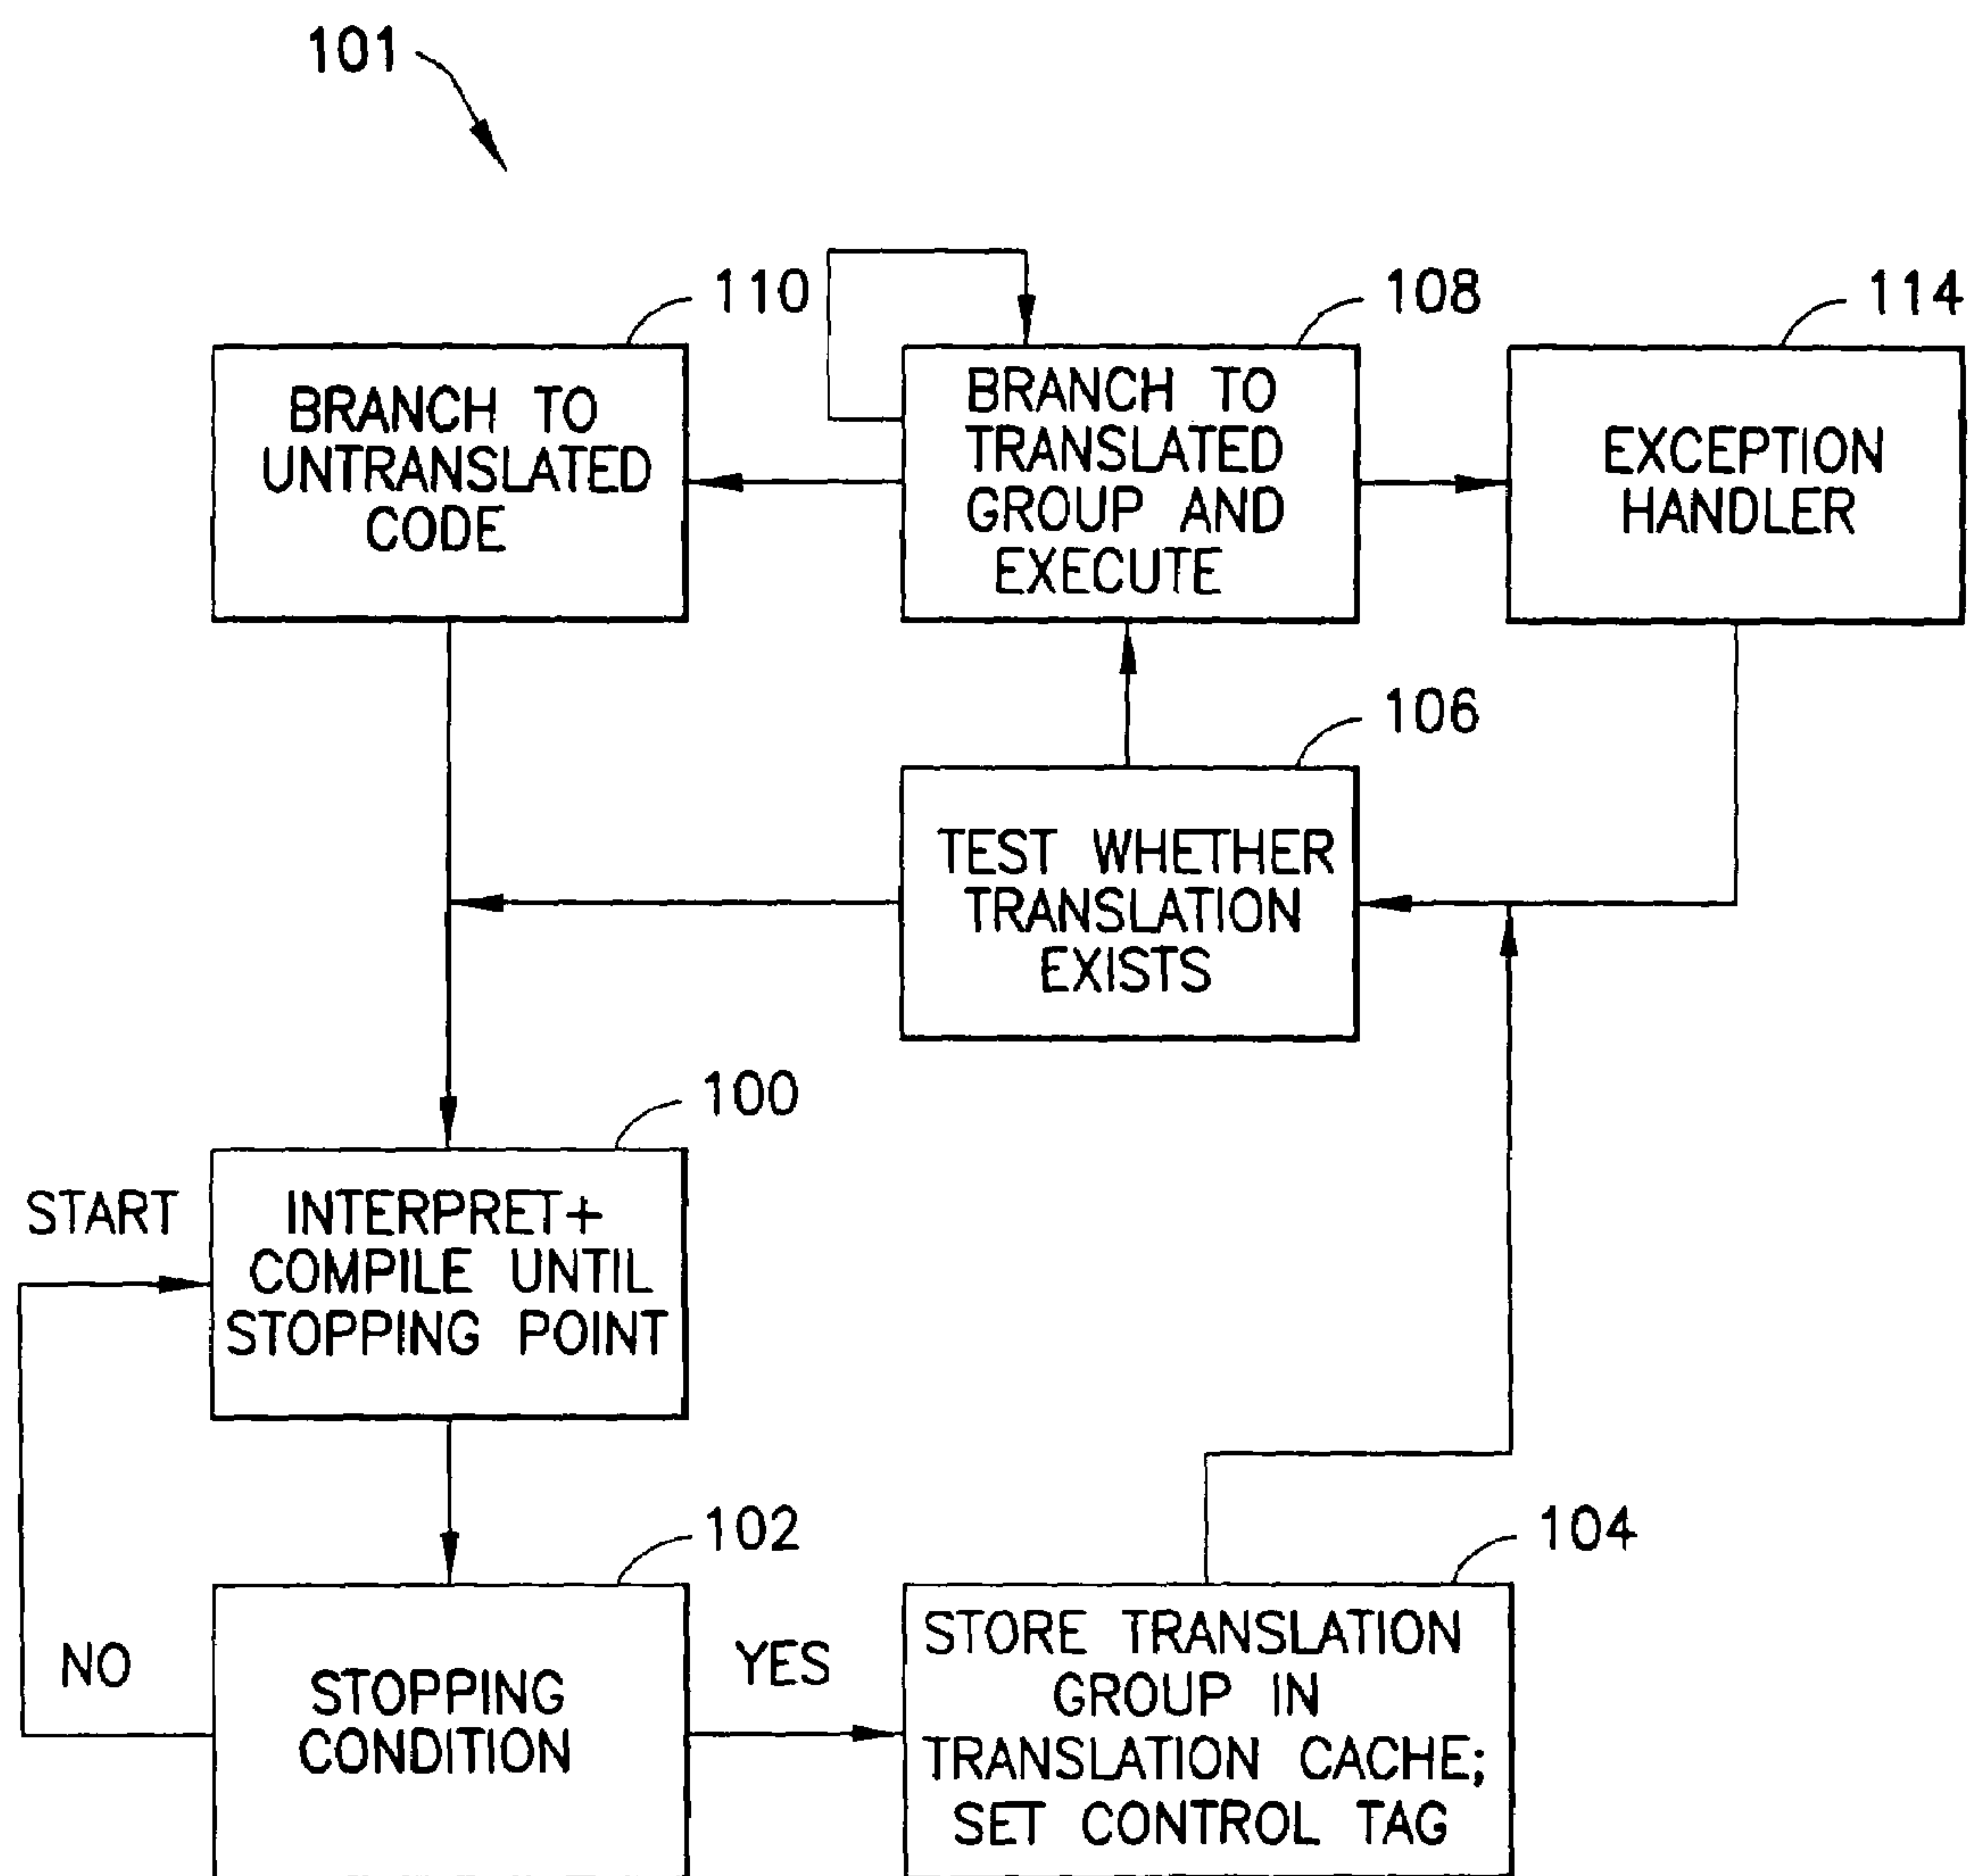 101
110
108
114
BRANCH TO
UNTRANSLATED
CODE
BRANCH TO
TRANSLATED
GROUP AND
EXECUTE
EXCEPTION
HANDLER
106
TEST WHETHER
TRANSLATION
EXISTS
100
START
INTERPRET+
COMPILE UNTIL
STOPPING POINT
102
104
NO
STOPPING
CONDITION
YES
STORE TRANSLATION
GROUP IN
TRANSLATION CACHE;
SET CONTROL TAG